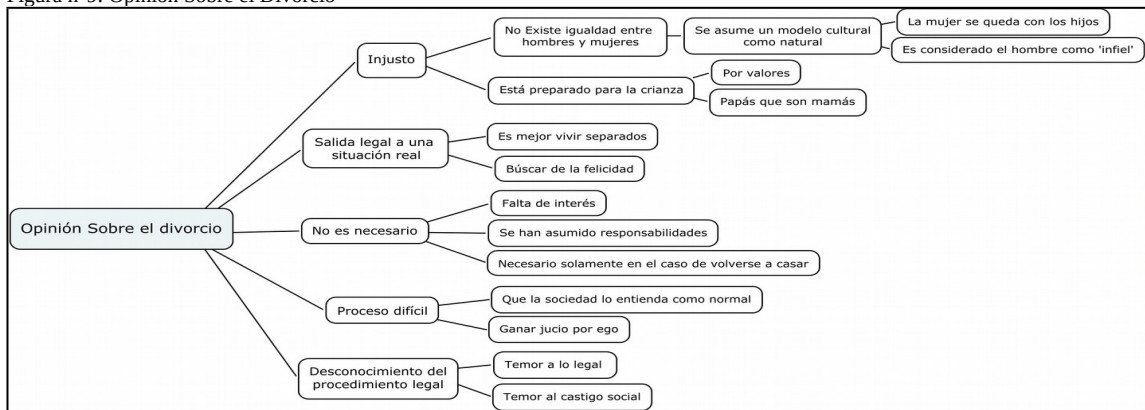 Figura nº9. Opinión Sobre el Divorcio
Opinión Sobre el divorcio
Injusto
No Existe igualdad entre
hombres y mujeres
Se asume un modelo cultural
como natural
La mujer se queda con los hijos
Es considerado el hombre como 'infiel'
Está preparado para la crianza
Por valores
Papás que son mamás
Salida legal a una
situación real
Es mejor vivir separados
Búscar de la felicidad
No es necesario
Falta de interés
Se han asumido responsabilidades
Necesario solamente en el caso de volverse a casar
Proceso difícil
Que la sociedad lo entienda como normal
Ganar jucio por ego
Desconocimiento del
procedimiento legal
Temor a lo legal
Temor al castigo social